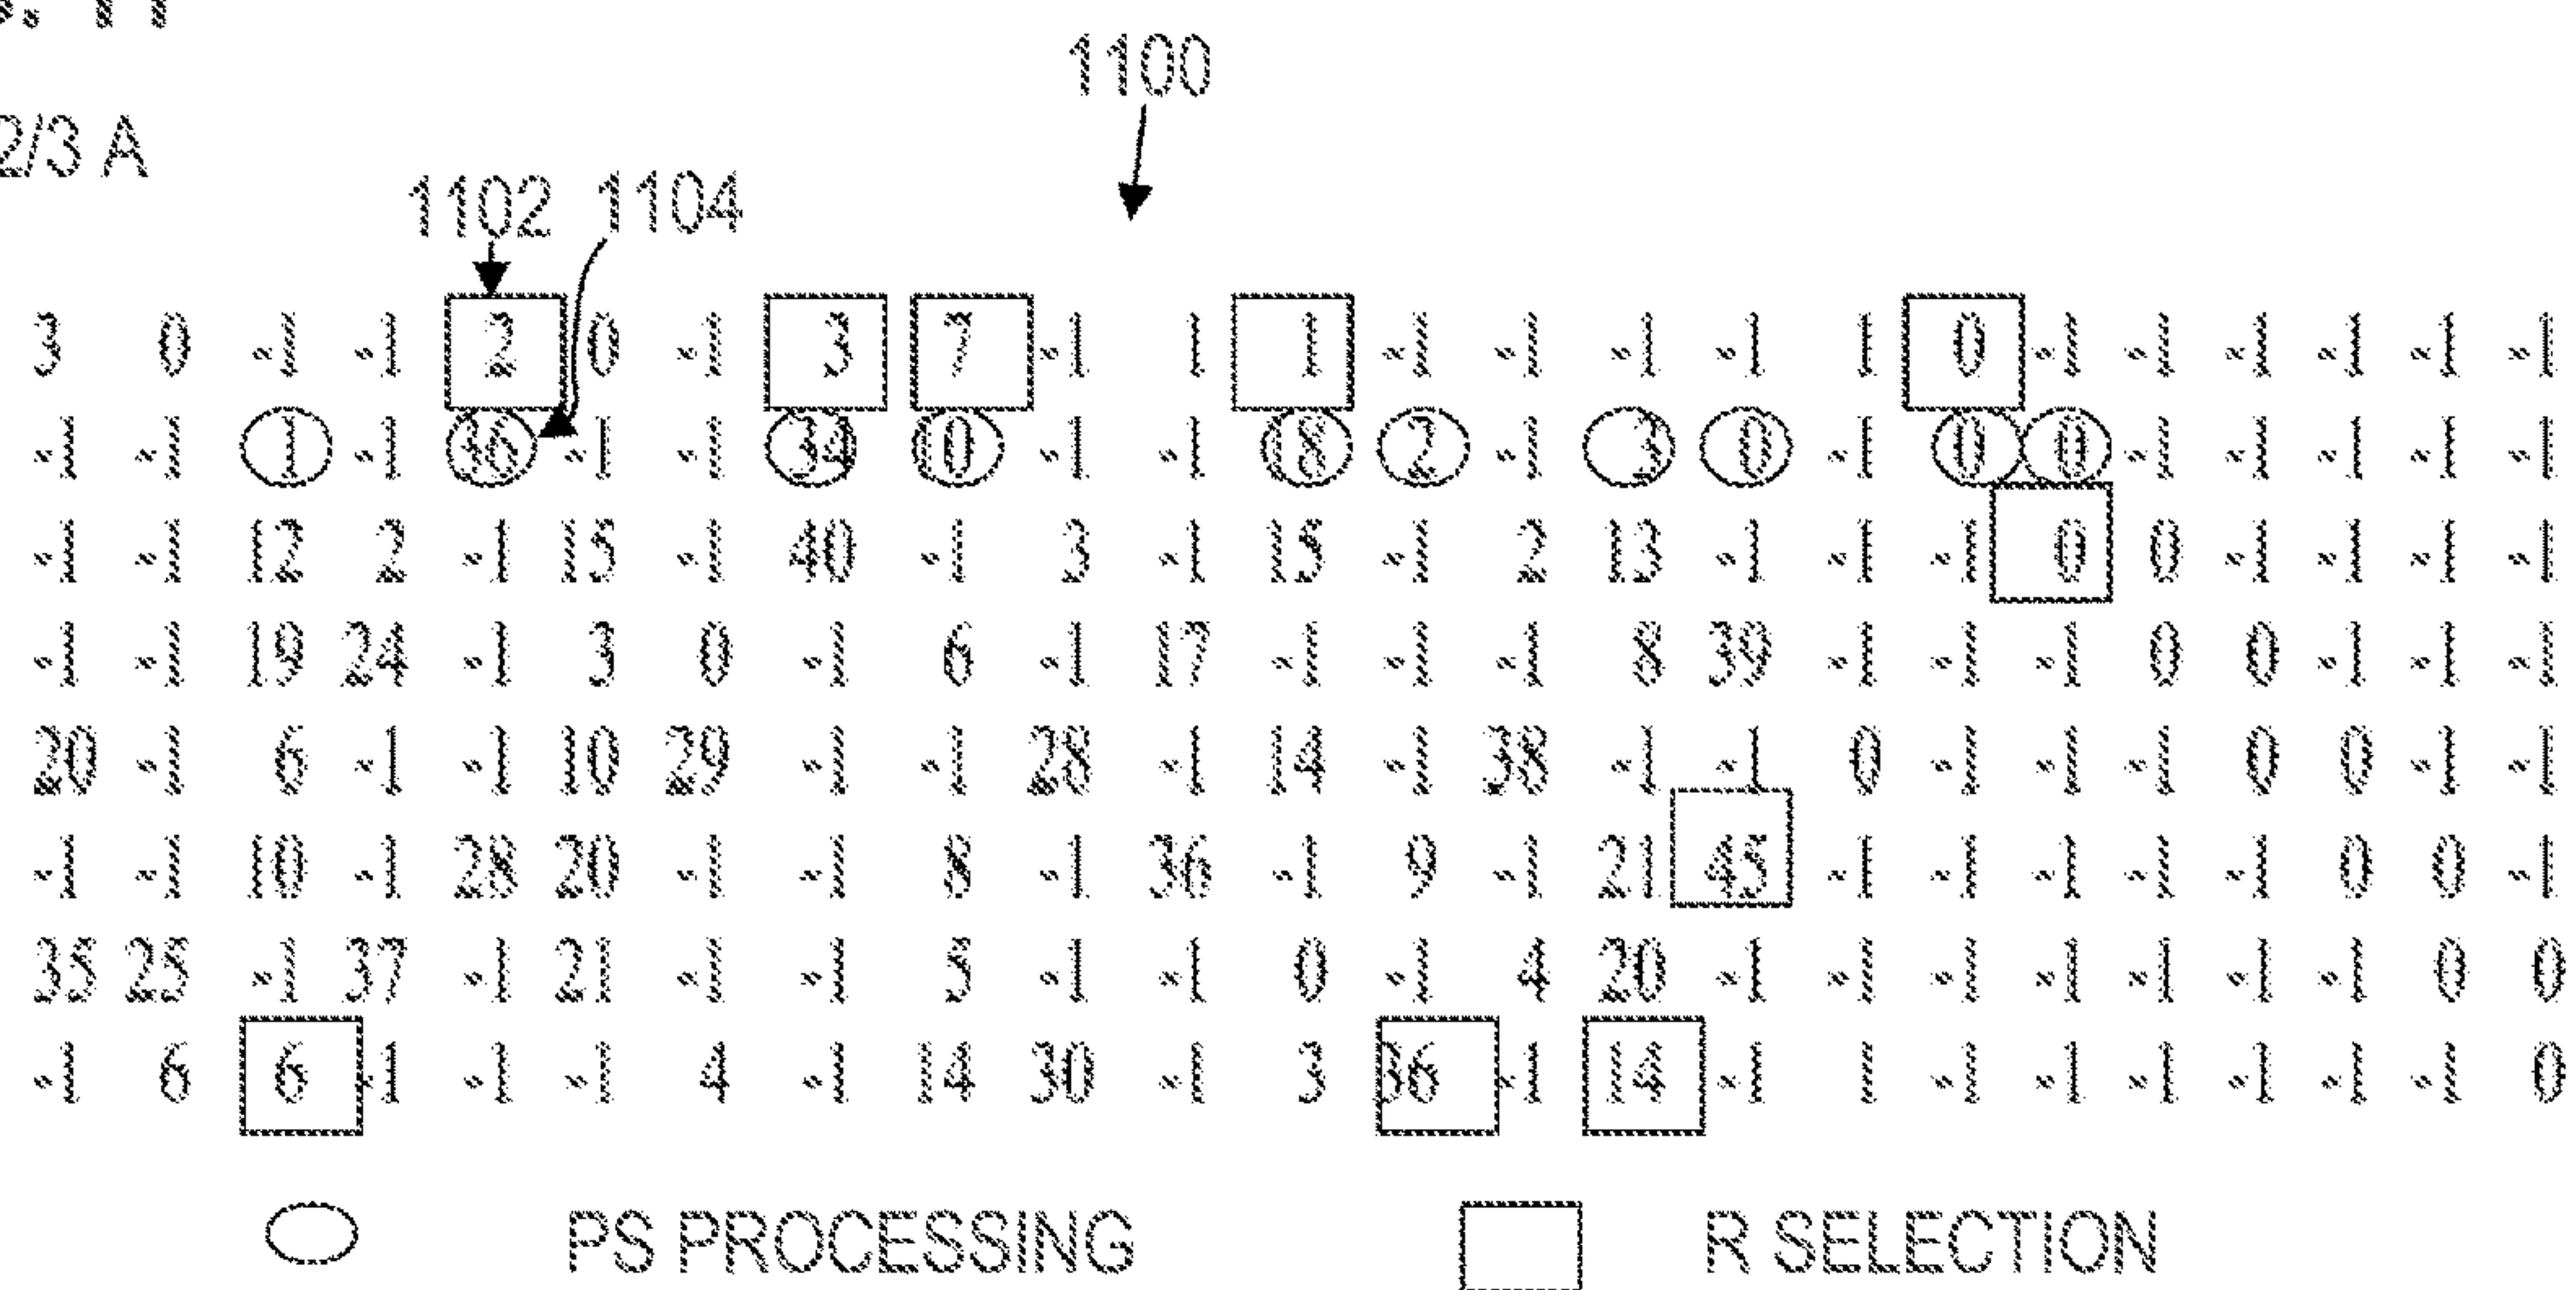 . 11
1100
2/3 A
1102 1104
3 0 -1 -1 2 0 -1 3 7 -1 1 1 -1 -1 -1 -1 1 0 -1 -1 -1 -1 -1 -1
-1 -1 1 -1 36 -1 -1 34 10 -1 -1 18 2 -1 3 0 -1 0 0 -1 -1 -1 -1 -1
-1 -1 12 2 -1 15 -1 40 -1 3 -1 15 -1 2 13 -1 -1 -1 0 0 -1 -1 -1 -1
-1 -1 19 24 -1 3 0 -1 6 -1 17 -1 -1 -1 8 39 -1 -1 -1 0 0 -1 -1 -1
20 -1 6 -1 -1 10 29 -1 -1 28 -1 14 -1 38 -1 -1 0 -1 -1 -1 0 0 -1 -1
-1 -1 10 -1 28 20 -1 -1 8 -1 36 -1 9 -1 21 45 -1 -1 -1 -1 -1 0 0 -1
35 25 -1 37 -1 21 -1 -1 5 -1 -1 0 -1 4 20 -1 -1 -1 -1 -1 -1 -1 0 0
-1 6 6 -1 -1 -1 4 -1 14 30 -1 3 36 -1 14 -1 1 -1 -1 -1 -1 -1 -1 0
PS PROCESSING R SELECTION